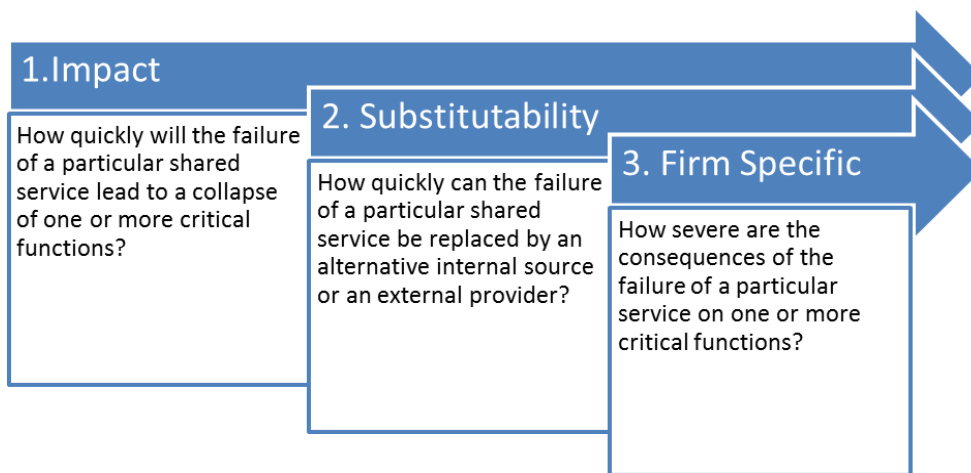 1.Impact
How quickly will the failure
of a particular shared
service lead to a collapse
of one or more critical
functions?
2. Substitutability
How quickly can the failure
of a particular shared
service be replaced by an
alternative internal source
or an external provider?
3. Firm Specific
How severe are the
consequences of the
failure of a particular
service on one or more
critical functions?